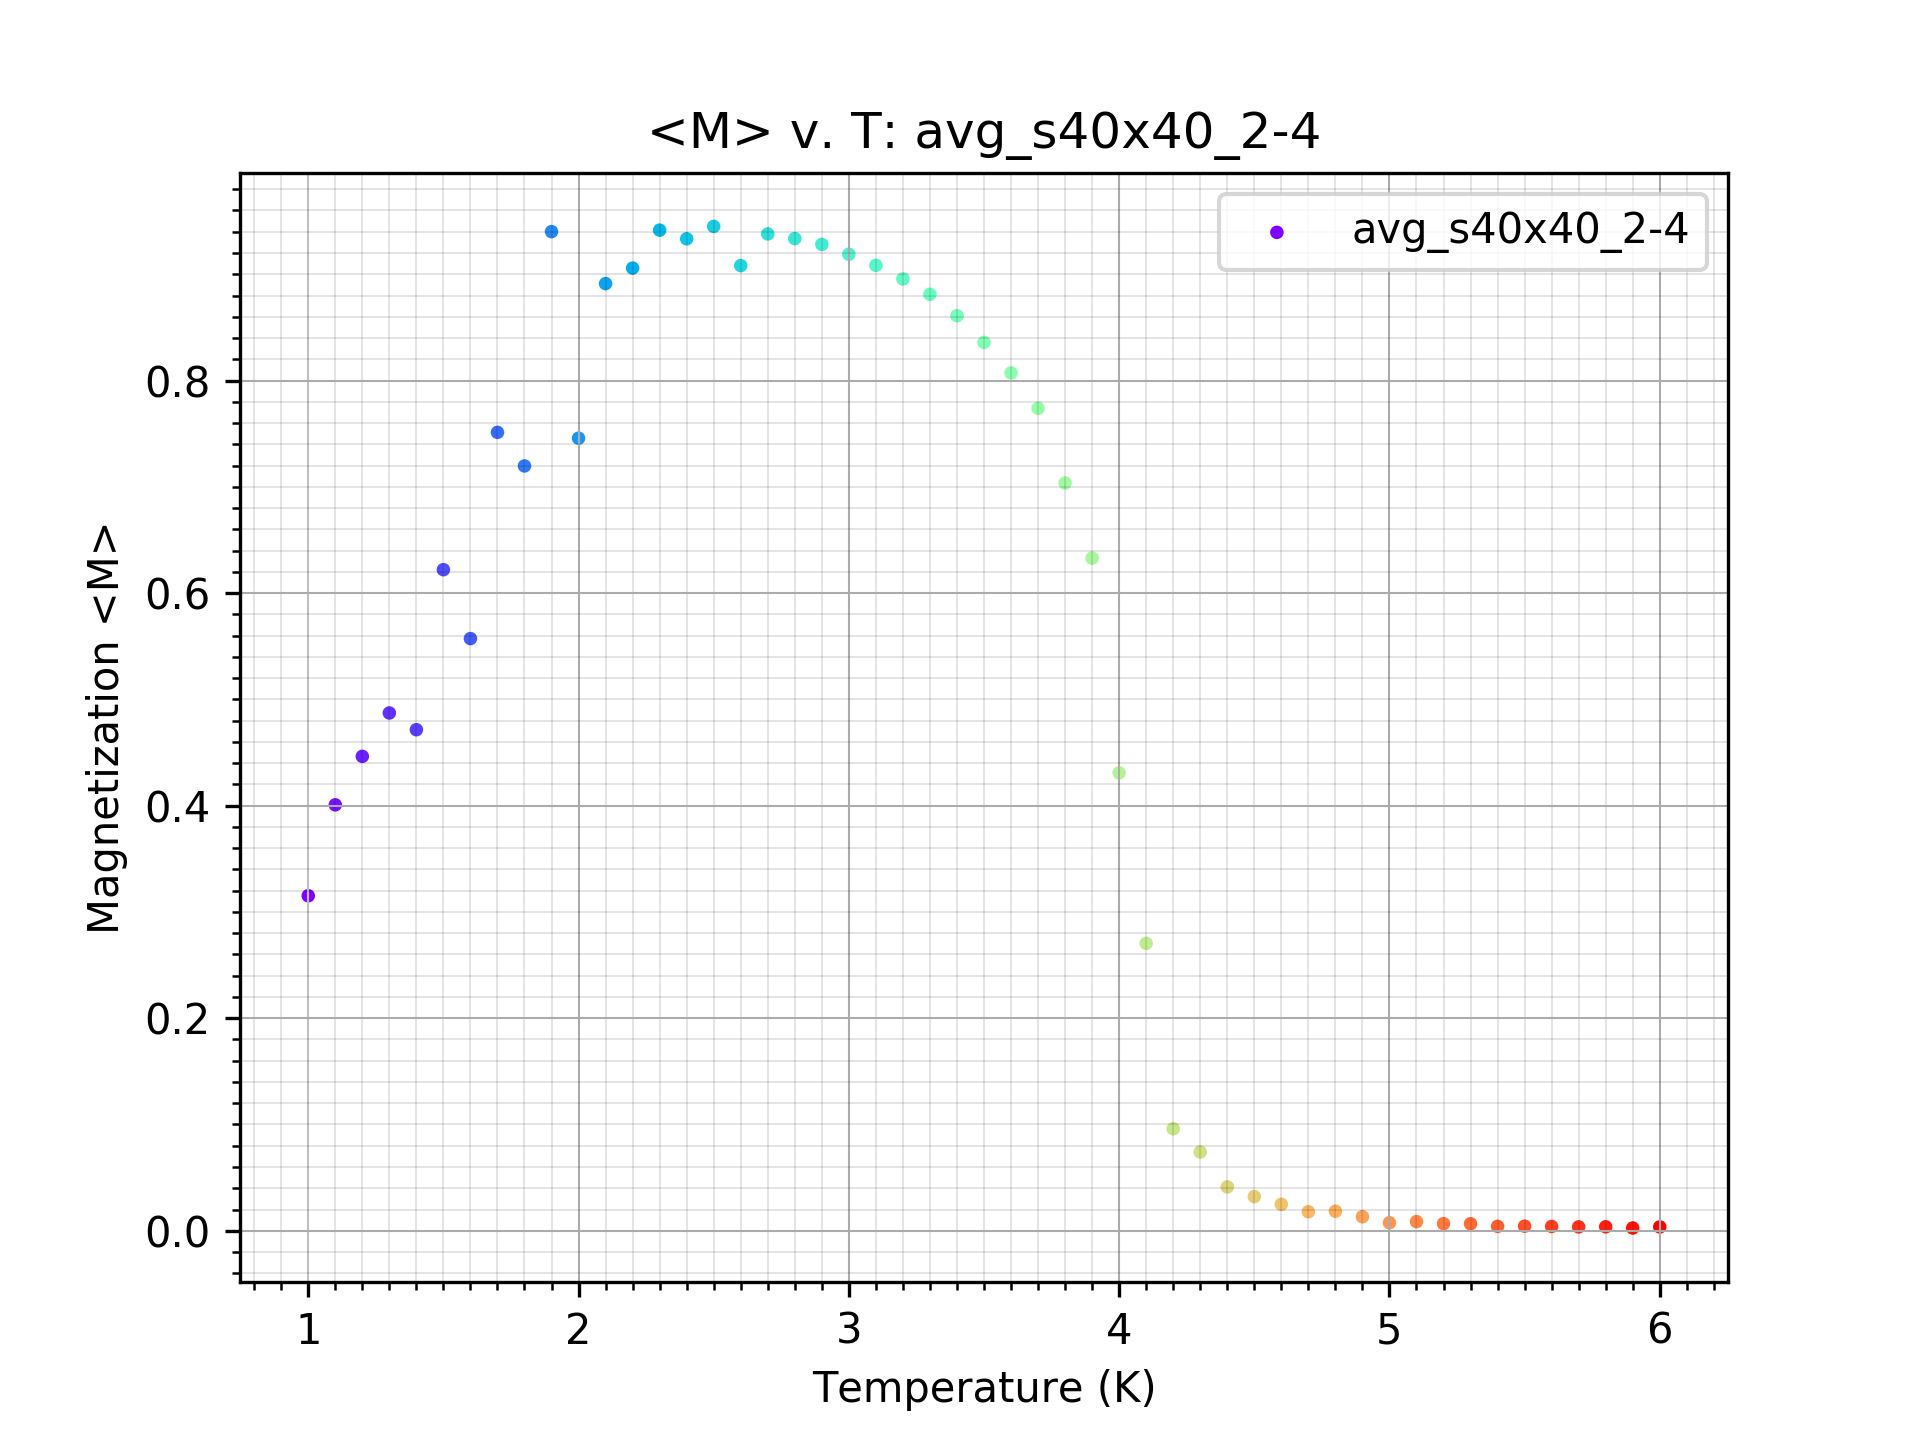 <M> v. T: avg_s40x40_2-4
avg_s40x40_2-4
Magnetization <M>
0.8
0.6
0.4
0.2
0.0
1 2 3 4 5 6
Temperature (K)